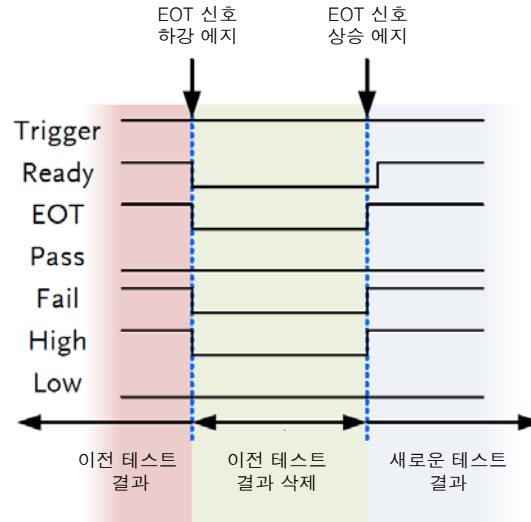 EOT 신호
하강 에지
EOT 신호
상승 에지
Trigger
Ready
EOT
Pass
Fail
High
Low
이전 테스트
결과
이전 테스트
결과 삭제
새로운 테스트
결과